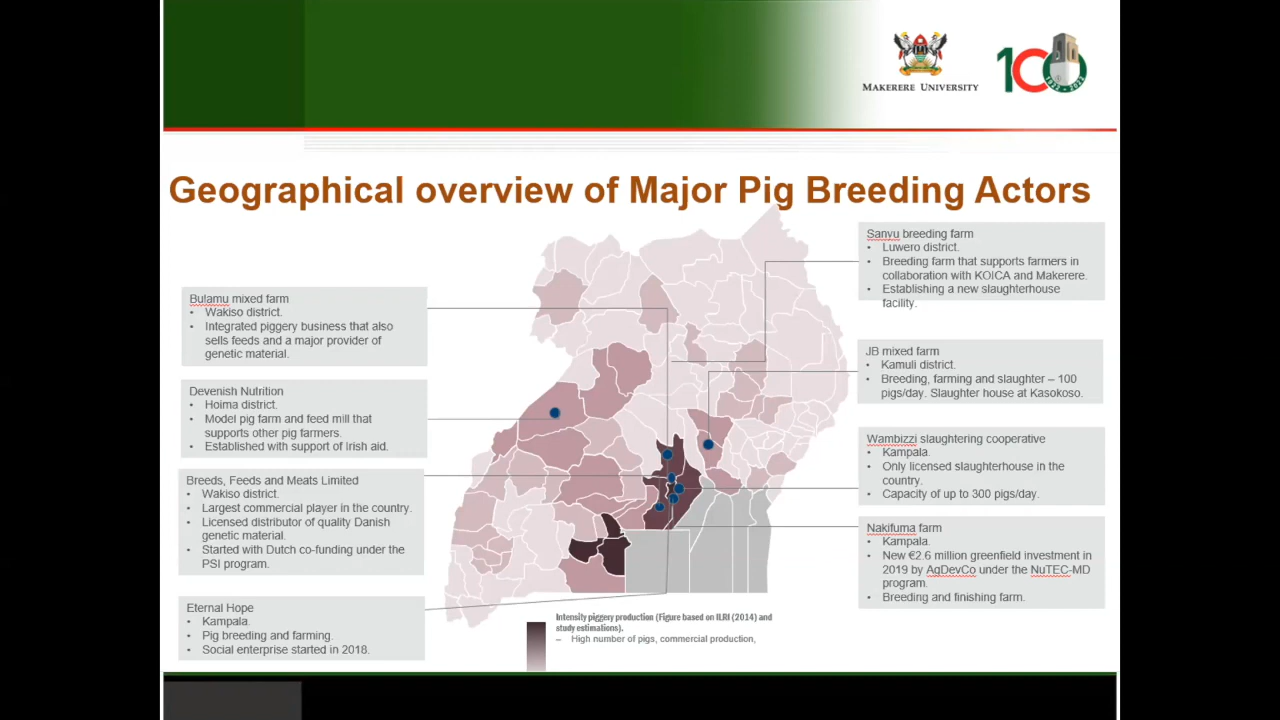 MAKERERE UNIVERSITY
100
1922 - 2022
Geographical overview of Major Pig Breeding Actors
Bulamu mixed farm
• Wakiso district.
• Integrated piggery business that also
sells feeds and a major provider of
genetic material.
Devenish Nutrition
• Hoima district.
• Model pig farm and feed mill that
supports other pig farmers.
• Established with support of Irish aid.
Breeds, Feeds and Meats Limited
• Wakiso district.
• Largest commercial player in the country.
• Licensed distributor of quality Danish
genetic material.
• Started with Dutch co-funding under the
PSI program.
Eternal Hope
• Kampala.
• Pig breeding and farming.
• Social enterprise started in 2018.
Sanyu breeding farm
• Luwero district.
• Breeding farm that supports farmers in
collaboration with KOICA and Makerere.
• Establishing a new slaughterhouse
facility.
JB mixed farm
• Kamuli district.
• Breeding, farming and slaughter – 100
pigs/day. Slaughter house at Kasokoso.
Wambizzi slaughtering cooperative
• Kampala.
• Only licensed slaughterhouse in the
country.
• Capacity of up to 300 pigs/day.
Nakifuma farm
• Kampala.
• New €2.6 million greenfield investment in
2019 by AgDevCo under the NuTEC-MD
program.
• Breeding and finishing farm.
Intensity piggery production (Figure based on ILRI (2014) and
study estimations).
– High number of pigs, commercial production,